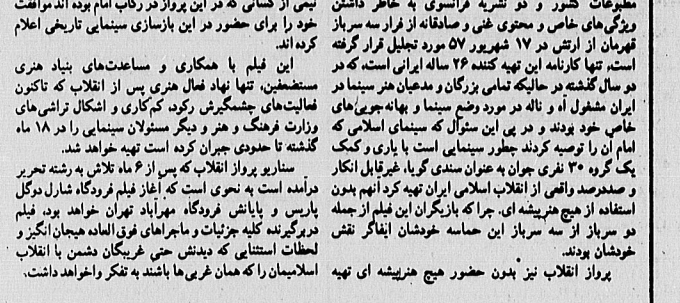 مطبوعات کشور و دو نشریه فرانسوی به خاطر داشتن
ویژگی‌های خاص و محتوی غنی و صادقانه از فرار سه سرباز
قهرمان از ارتش در ۱۷ شهریور ۵۷ مورد تجلیل قرار گرفته
است، تنها کارنامه این تهیه کننده ۲۶ ساله ایرانی است، که در
دو سال گذشته در حالیکه تمامی بزرگان و مدعیان هنر سینما در
ایران مشغول آه و ناله در مورد وضع سینما و بهانه‌جویی‌های
خاص خود بودند و در پی این سئوال که سینمای اسلامی که
امام آن را توصیه کردند چطور سینمایی است با یاری و کمک
یک گروه ۳۰ نفری جوان به عنوان سندی گویا، غیرقابل انکار
و صددرصد واقعی از انقلاب اسلامی ایران تهیه کرد آنهم بدون
استفاده از هیچ هنرپیشه ای. چرا که بازیگران این فیلم از جمله
دو سرباز از سه سرباز این حماسه خودشان ایفاگر نقش
خودشان بودند.
پرواز انقلاب نیز بدون حضور هیچ هنرپیشه ای تهیه
نیمی از کسانی که در این پرواز در رکاب امام بوده اند موافقت
خود را برای حضور در این بازسازی سینمایی تاریخی اعلام
کرده‌اند.
این فیلم با همکاری و مساعدت‌های بنیاد هنری
مستضعفین، تنها نهاد فعال هنری پس از انقلاب که تاکنون
فعالیت‌های چشمگیرش رکود، کم‌کاری و اشکال تراشی‌های
وزارت فرهنگ و هنر و دیگر مسئولان سینمایی را در ۱۸ ماه
گذشته تا حدودی جبران کرده است تهیه خواهد شد.
سناریو پرواز انقلاب که پس از ۶ ماه تلاش به رشته تحریر
درآمده است به نحوی است که آغاز فیلم فرودگاه شارل دوگل
پاریس و پایانش فرودگاه مهرآباد تهران خواهد بود، فیلم
دربرگیرنده کلیه جزئیات و ماجراهای فوق العاده هیجان انگیز و
لحظات استثنایی که دیدنش حتی غریبگان دشمن با انقلاب
اسلامیمان را که همان غربی‌ها باشند به تفکر واخواهد داشت.